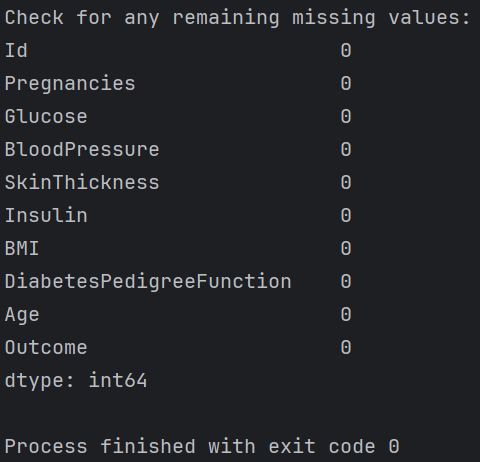 Check for any remaining missing values:
Id                          0
Pregnancies                 0
Glucose                     0
BloodPressure               0
SkinThickness               0
Insulin                     0
BMI                         0
DiabetesPedigreeFunction    0
Age                         0
Outcome                     0
dtype: int64

Process finished with exit code 0